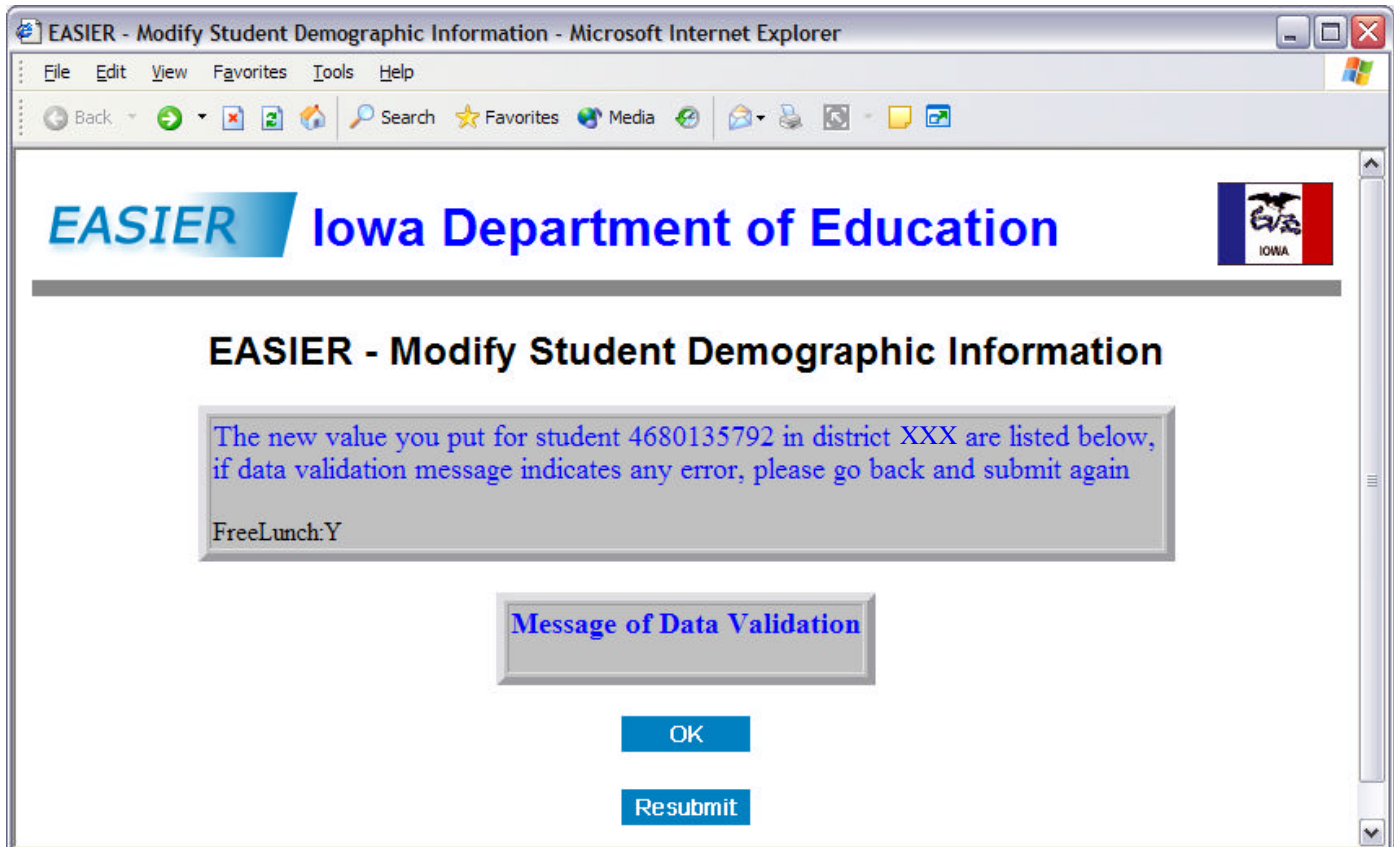 EASIER - Modify Student Demographic Information - Microsoft Internet Explorer
File Edit View Favorites Tools Help
Back Search Favorites Media
EASIER Iowa Department of Education
IOWA
EASIER - Modify Student Demographic Information
The new value you put for student 4680135792 in district XXX are listed below,
if data validation message indicates any error, please go back and submit again
FreeLunch:Y
Message of Data Validation
OK
Resubmit